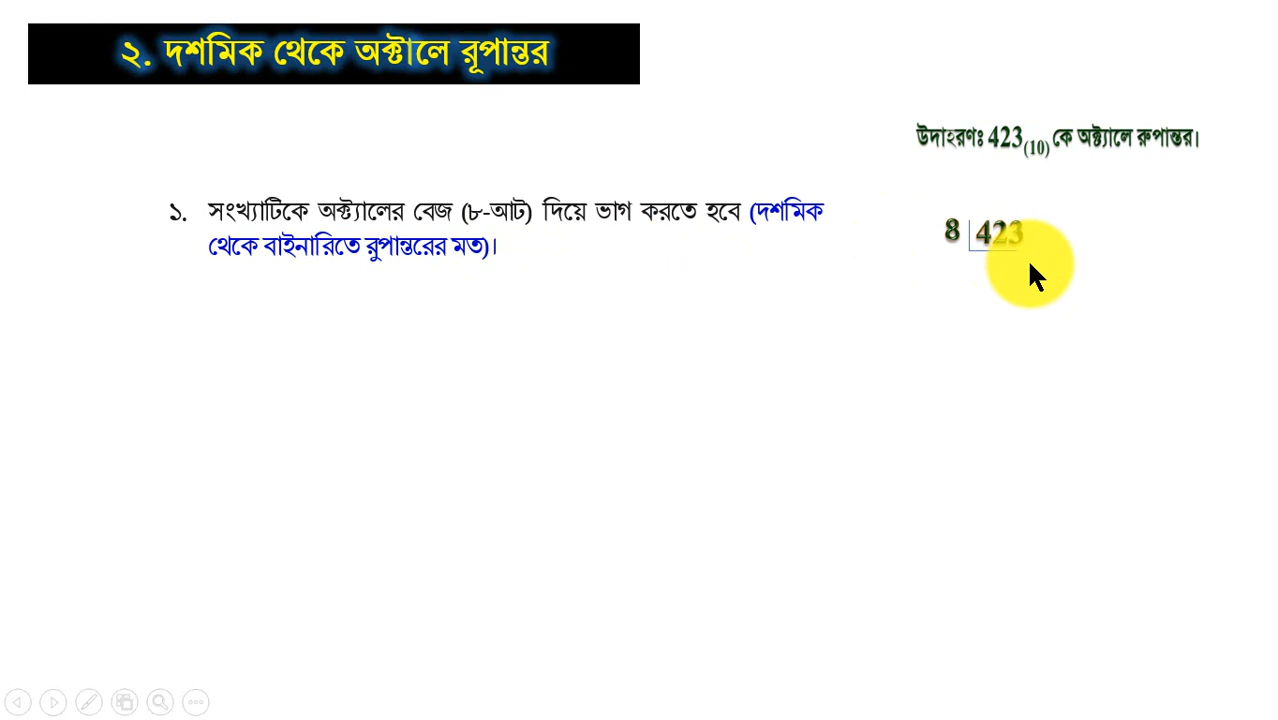 ২. দশমিক থেকে অক্টালে রূপান্তর
উদাহরণঃ 423(10) কে অক্ট্যালে রুপান্তর।
১. সংখ্যাটিকে অক্ট্যালের বেজ (৮-আট) দিয়ে ভাগ করতে হবে (দশমিক
থেকে বাইনারিতে রুপান্তরের মত)।
8 423